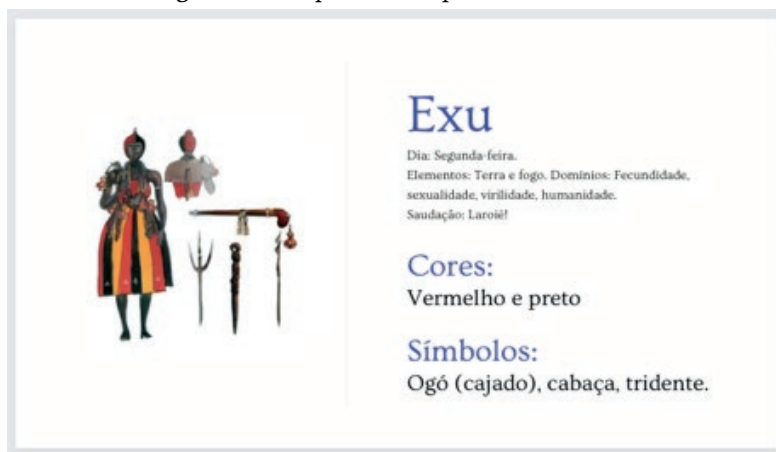 Exu
Dia: Segunda-feira.
Elementos: Terra e fogo. Domínios: Fecundidade,
sexualidade, virilidade, humanidade.
Saudação: Laroiê!
Cores:
Vermelho e preto
Símbolos:
Ogó (cajado), cabaça, tridente.